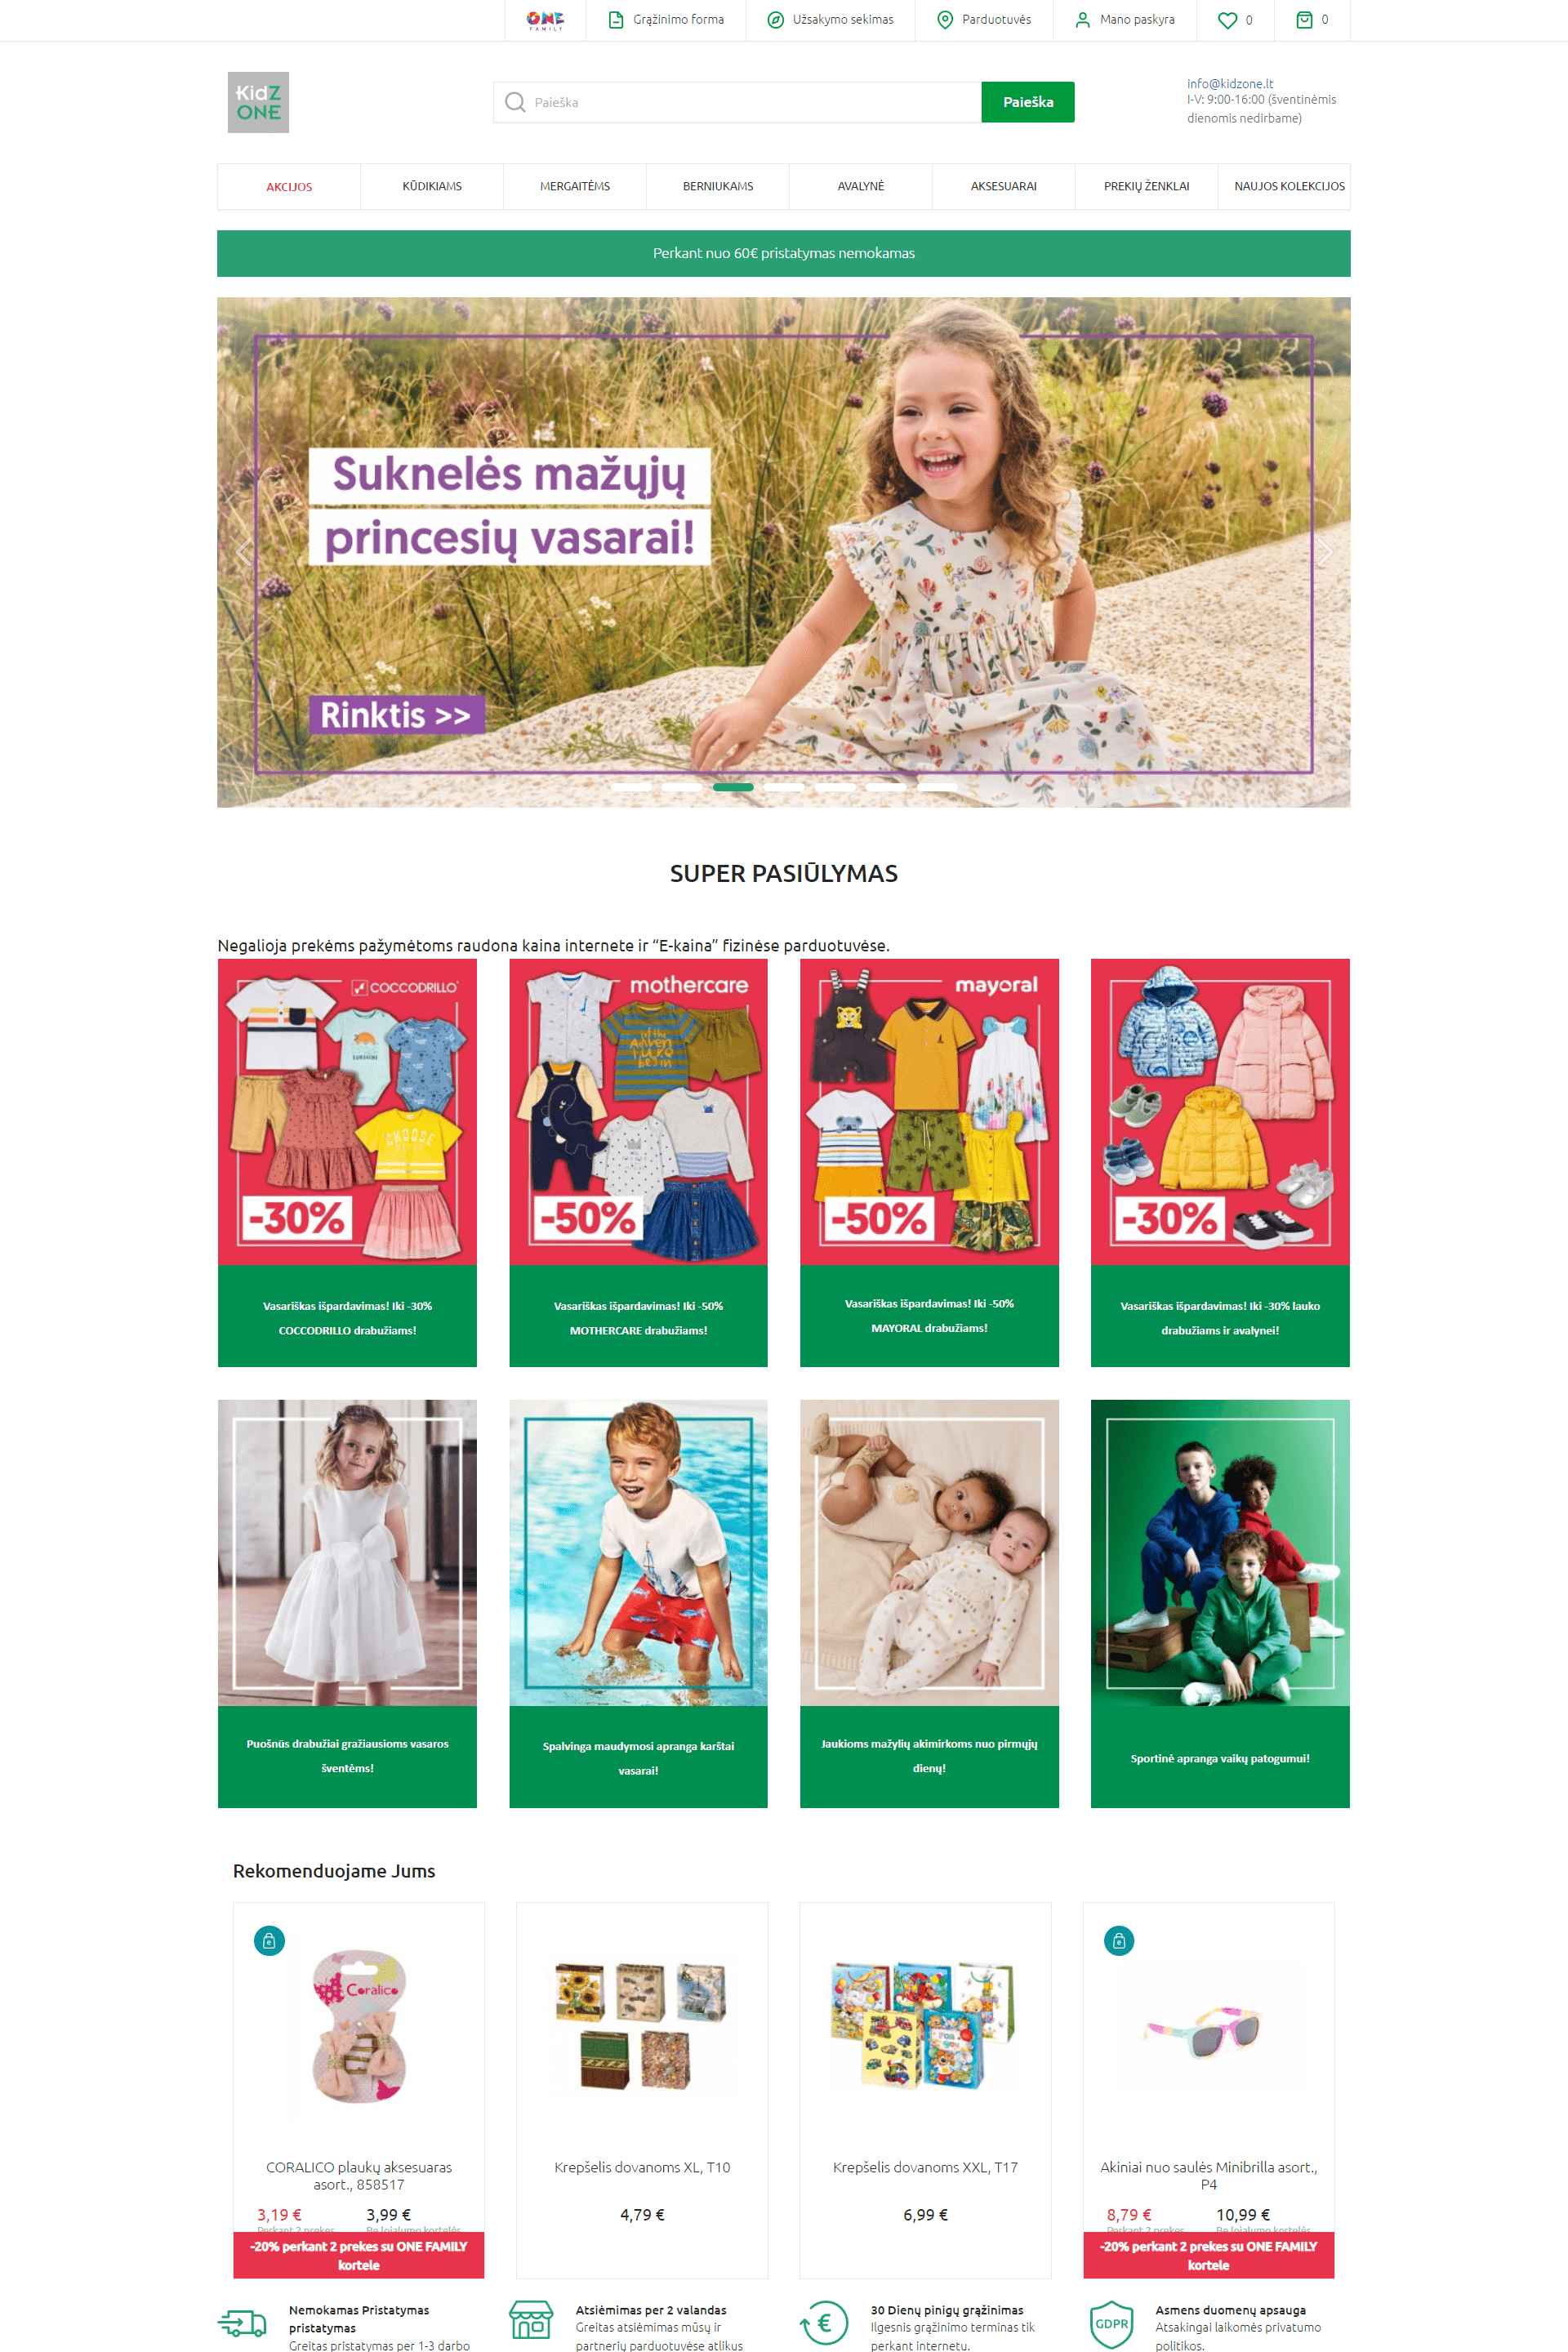 ONE
FAMILY
Grąžinimo forma
Užsakymo sekimas
Parduotuvės
Mano paskyra
0
0
KidZ
ONE
Paieška
Paieška
info@kidzone.lt
I-V: 9:00-16:00 (šventinėmis
dienomis nedirbame)
AKCIJOS
KŪDIKIAMS
MERGAITĖMS
BERNIUKAMS
AVALYNĖ
AKSESUARAI
PREKIŲ ŽENKLAI
NAUJOS KOLEKCIJOS
Perkant nuo 60€ pristatymas nemokamas
Suknelės mažųjų
princesių vasarai!
Rinktis >>
SUPER PASIŪLYMAS
Negalioja prekėms pažymėtoms raudona kaina internete ir “E-kaina” fizinėse parduotuvėse.
COCCODRILLO
SUNSHINE
CHOOSE
-30%
mothercare
-50%
mayoral
-50%
-30%
Vasariškas išpardavimas! Iki -30%
COCCODRILLO drabužiams!
Vasariškas išpardavimas! Iki -50%
MOTHERCARE drabužiams!
Vasariškas išpardavimas! Iki -50%
MAYORAL drabužiams!
Vasariškas išpardavimas! Iki -30% lauko
drabužiams ir avalynei!
Puošnūs drabužiai gražiausioms vasaros
šventėms!
Spalvinga maudymosi apranga karštai
vasarai!
Jaukioms mažylių akimirkoms nuo pirmųjų
dienų!
Sportinė apranga vaikų patogumui!
Rekomenduojame Jums
e
Coralico
e
CORALICO plaukų aksesuaras
asort., 858517
3,19 €
3,99 €
Perkant 2 prekes
Be lojalumo kortelės
-20% perkant 2 prekes su ONE FAMILY
kortele
Krepšelis dovanoms XL, T10
4,79 €
Krepšelis dovanoms XXL, T17
6,99 €
Akiniai nuo saulės Minibrilla asort.,
P4
8,79 €
10,99 €
Perkant 2 prekes
Be lojalumo kortelės
-20% perkant 2 prekes su ONE FAMILY
kortele
Nemokamas Pristatymas
pristatymas
Greitas pristatymas per 1-3 darbo
Atsiėmimas per 2 valandas
Greitas atsiėmimas mūsų ir
partnerių parduotuvėse atlikus
€
30 Dienų pinigų grąžinimas
Ilgesnis grąžinimo terminas tik
perkant internetu.
GDPR
Asmens duomenų apsauga
Atsakingai laikomės privatumo
politikos.